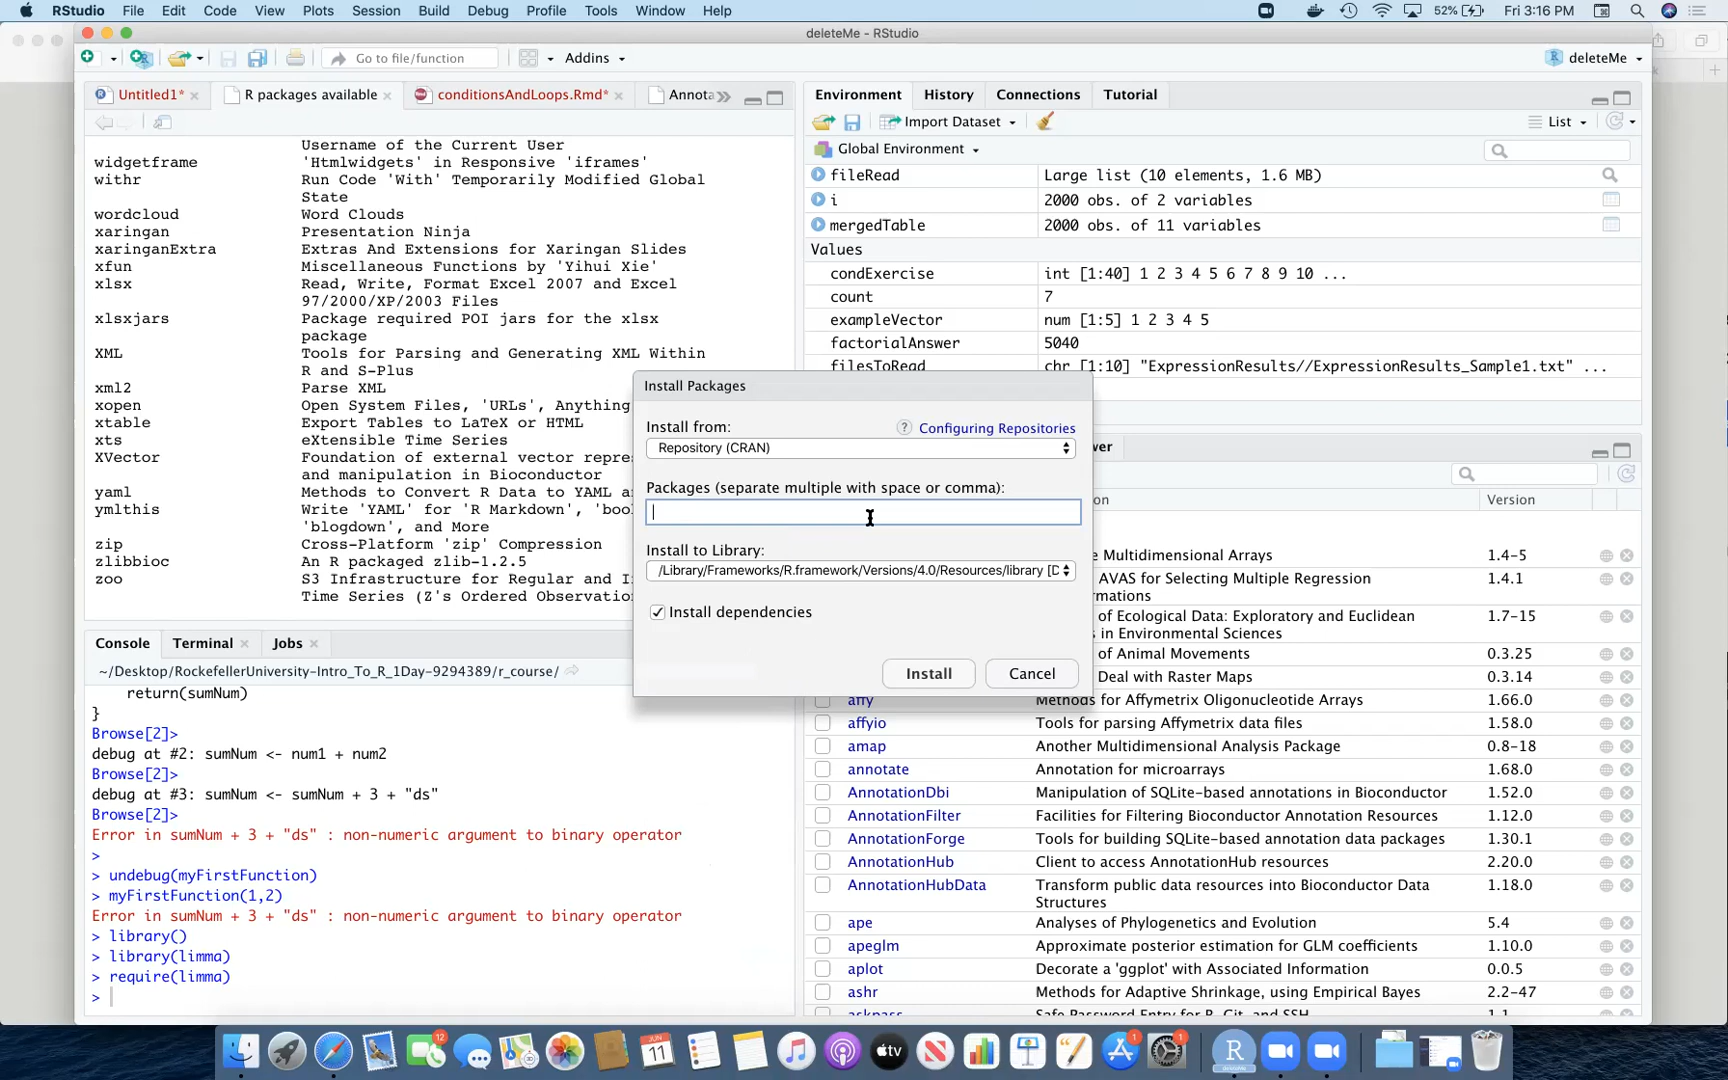 RStudio File Edit Code View Plots Session Build Debug Profile Tools Window Help 52% Fri 3:16 PM
deleteMe - RStudio
Go to file/function Addins deleteMe
Untitled1* R packages available conditionsAndLoops.Rmd*
Username of the Current User
widgetframe 'Htmlwidgets' in Responsive 'iframes'
withr Run Code 'With' Temporarily Modified Global
State
wordcloud Word Clouds
xaringan Presentation Ninja
xaringanExtra Extras And Extensions for Xaringan Slides
xfun Miscellaneous Functions by 'Yihui Xie'
xlsx Read, Write, Format Excel 2007 and Excel
97/2000/XP/2003 Files
xlsxjars Package required POI jars for the xlsx
package
XML Tools for Parsing and Generating XML Within
R and S-Plus
xml2 Parse XML
xopen Open System Files, 'URLs', Anything
xtable Export Tables to LaTeX or HTML
xts eXtensible Time Series
XVector Foundation of external vector
and manipulation in Bioconductor
yaml Methods to Convert R Data to YAML
ymlthis Write 'YAML' for 'R Markdown',
'blogdown', and More
zip Cross-Platform 'zip' Compression
zlibbioc An R packaged zlib-1.2.5
zoo S3 Infrastructure for Regular and
Time Series (Z's Ordered
Console Terminal Jobs
~/Desktop/RockefellerUniversity-Intro_To_R_1Day-9294389/r_course/
return(sumNum)
}
Browse[2]>
debug at #2: sumNum <- num1 + num2
Browse[2]>
debug at #3: sumNum <- sumNum + 3 + "ds"
Browse[2]>
Error in sumNum + 3 + "ds" : non-numeric argument to binary operator
>
> undebug(myFirstFunction)
> myFirstFunction(1,2)
Error in sumNum + 3 + "ds" : non-numeric argument to binary operator
> library()
> library(limma)
> require(limma)
>
Environment History Connections Tutorial
Import Dataset List
Global Environment
fileRead Large list (10 elements, 1.6 MB)
i 2000 obs. of 2 variables
mergedTable 2000 obs. of 11 variables
Values
condExercise int [1:40] 1 2 3 4 5 6 7 8 9 10 ...
count 7
exampleVector num [1:5] 1 2 3 4 5
factorialAnswer 5040
filesToRead chr [1:10] "ExpressionResults//ExpressionResults_Sample1.txt" ...
Install Packages
Install from: ? Configuring Repositories
Repository (CRAN)
Packages (separate multiple with space or comma):
Install to Library:
/Library/Frameworks/R.framework/Versions/4.0/Resources/library [D
Install dependencies
Install Cancel
Version
Multidimensional Arrays 1.4-5
AVAS for Selecting Multiple Regression 1.4.1
of Ecological Data: Exploratory and Euclidean 1.7-15
in Environmental Sciences
of Animal Movements 0.3.25
Deal with Raster Maps 0.3.14
affy Methods for Affymetrix Oligonucleotide Arrays 1.66.0
affyio Tools for parsing Affymetrix data files 1.58.0
amap Another Multidimensional Analysis Package 0.8-18
annotate Annotation for microarrays 1.68.0
AnnotationDbi Manipulation of SQLite-based annotations in Bioconductor 1.52.0
AnnotationFilter Facilities for Filtering Bioconductor Annotation Resources 1.12.0
AnnotationForge Tools for building SQLite-based annotation data packages 1.30.1
AnnotationHub Client to access AnnotationHub resources 2.20.0
AnnotationHubData Transform public data resources into Bioconductor Data 1.18.0
Structures
ape Analyses of Phylogenetics and Evolution 5.4
apeglm Approximate posterior estimation for GLM coefficients 1.10.0
aplot Decorate a 'ggplot' with Associated Information 0.0.5
ashr Methods for Adaptive Shrinkage, using Empirical Bayes 2.2-47
askpass Safe Password Entry for R, Git, and SSH 1.1
12 JUN 11 1 1